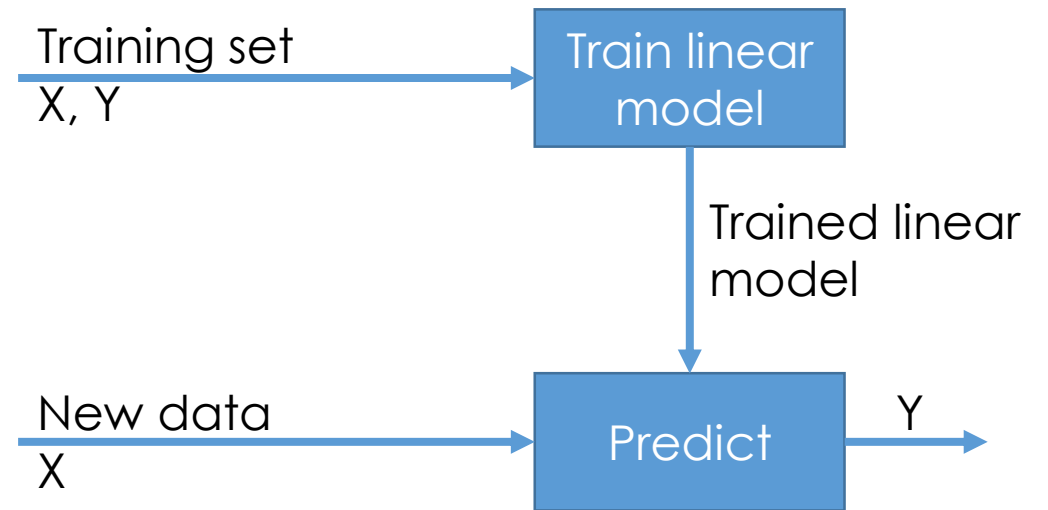 Training set
X, Y
Train linear
model
Trained linear
model
New data
X
Predict
Y